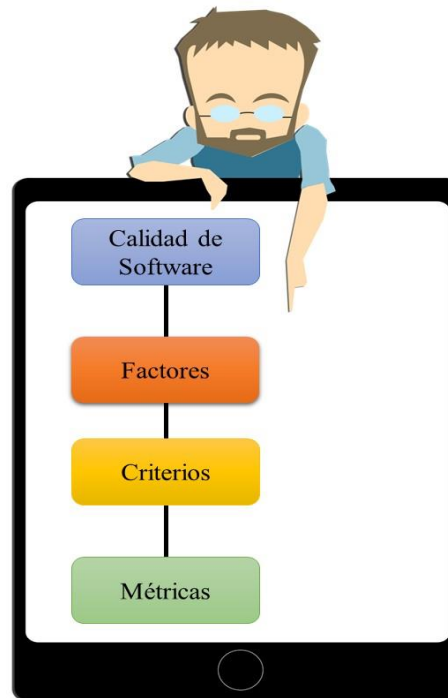 Calidad de
Software
Factores
Criterios
Métricas